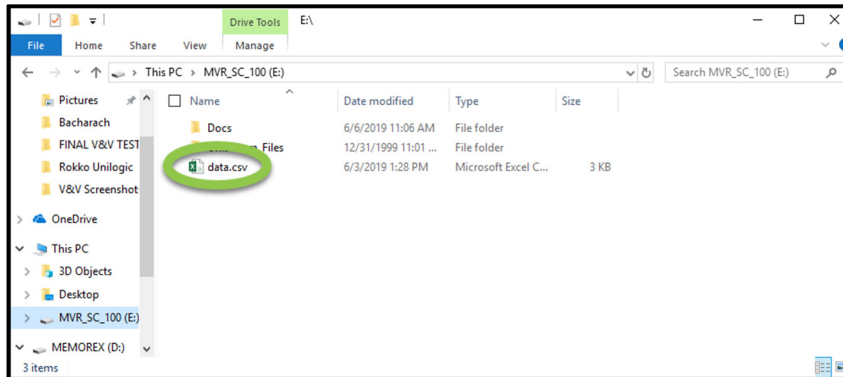 Drive Tools E:\
File Home Share View Manage
This PC > MVR_SC_100 (E:) Search MVR_SC_100 (E:)
Pictures
Bacharach
FINAL V&V TEST
Rokko Unilogic
V&V Screenshot
OneDrive
This PC
3D Objects
Desktop
MVR_SC_100 (E:)
MEMOREX (D:)
3 items
Name Date modified Type Size
Docs 6/6/2019 11:06 AM File folder
Files 12/31/1999 11:01 ... File folder
data.csv 6/3/2019 1:28 PM Microsoft Excel C... 3 KB